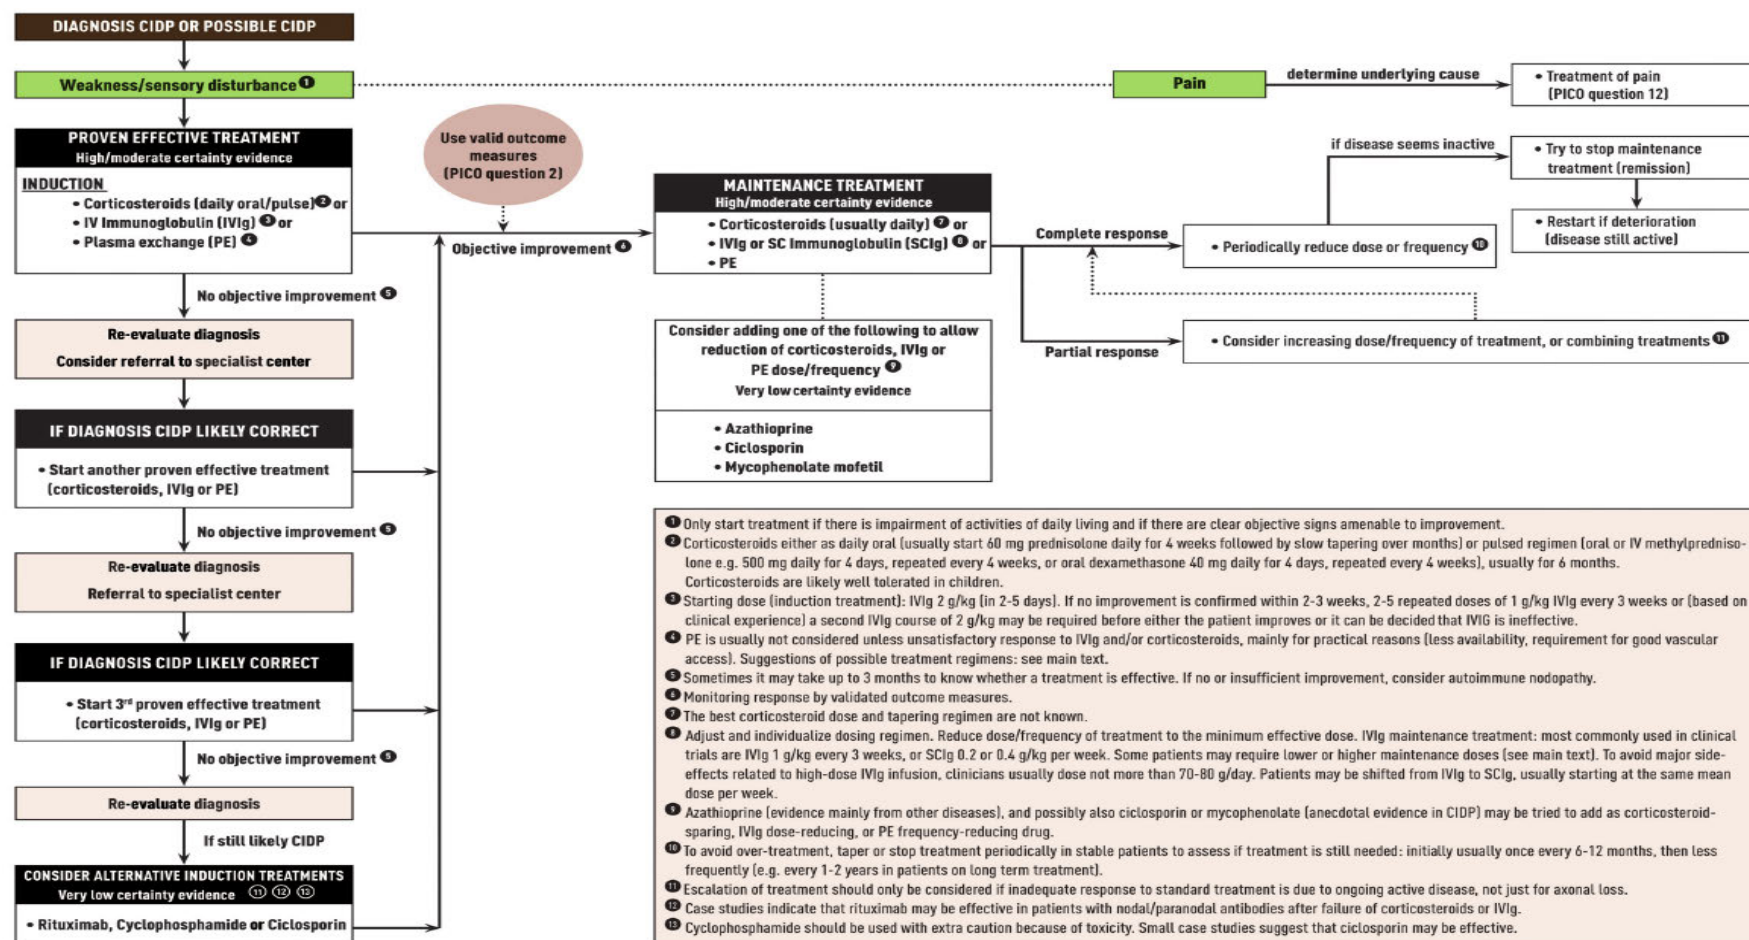 DIAGNOSIS CIDP OR POSSIBLE CIDP
Weakness/sensory disturbance ❶
Pain
determine underlying cause
• Treatment of pain
(PICO question 12)
PROVEN EFFECTIVE TREATMENT
High/moderate certainty evidence
INDUCTION
• Corticosteroids (daily oral/pulse) ❷ or
• IV Immunoglobulin (IVIg) ❸ or
• Plasma exchange (PE) ❹
Use valid outcome
measures
(PICO question 2)
Objective improvement ❻
MAINTENANCE TREATMENT
High/moderate certainty evidence
• Corticosteroids (usually daily) ❼ or
• IVIg or SC Immunoglobulin (SCIg) ❽ or
• PE
Complete response
• Periodically reduce dose or frequency ❿
if disease seems inactive
• Try to stop maintenance
treatment (remission)
• Restart if deterioration
(disease still active)
Partial response
• Consider increasing dose/frequency of treatment, or combining treatments ⓫
Consider adding one of the following to allow
reduction of corticosteroids, IVIg or
PE dose/frequency ❾
Very low certainty evidence
• Azathioprine
• Ciclosporin
• Mycophenolate mofetil
No objective improvement ❺
Re-evaluate diagnosis
Consider referral to specialist center
IF DIAGNOSIS CIDP LIKELY CORRECT
• Start another proven effective treatment
(corticosteroids, IVIg or PE)
No objective improvement ❺
Re-evaluate diagnosis
Referral to specialist center
IF DIAGNOSIS CIDP LIKELY CORRECT
• Start 3rd proven effective treatment
(corticosteroids, IVIg or PE)
No objective improvement ❺
Re-evaluate diagnosis
If still likely CIDP
CONSIDER ALTERNATIVE INDUCTION TREATMENTS
Very low certainty evidence ⑪ ⑫ ⑬
• Rituximab, Cyclophosphamide or Ciclosporin
❶ Only start treatment if there is impairment of activities of daily living and if there are clear objective signs amenable to improvement.
❷ Corticosteroids either as daily oral (usually start 60 mg prednisolone daily for 4 weeks followed by slow tapering over months) or pulsed regimen (oral or IV methylpredniso-
lone e.g. 500 mg daily for 4 days, repeated every 4 weeks, or oral dexamethasone 40 mg daily for 4 days, repeated every 4 weeks), usually for 6 months.
Corticosteroids are likely well tolerated in children.
❸ Starting dose (induction treatment): IVIg 2 g/kg (in 2-5 days). If no improvement is confirmed within 2-3 weeks, 2-5 repeated doses of 1 g/kg IVIg every 3 weeks or (based on
clinical experience) a second IVIg course of 2 g/kg may be required before either the patient improves or it can be decided that IVIG is ineffective.
❹ PE is usually not considered unless unsatisfactory response to IVIg and/or corticosteroids, mainly for practical reasons (less availability, requirement for good vascular
access). Suggestions of possible treatment regimens: see main text.
❺ Sometimes it may take up to 3 months to know whether a treatment is effective. If no or insufficient improvement, consider autoimmune nodopathy.
❻ Monitoring response by validated outcome measures.
❼ The best corticosteroid dose and tapering regimen are not known.
❽ Adjust and individualize dosing regimen. Reduce dose/frequency of treatment to the minimum effective dose. IVIg maintenance treatment: most commonly used in clinical
trials are IVIg 1 g/kg every 3 weeks, or SCIg 0.2 or 0.4 g/kg per week. Some patients may require lower or higher maintenance doses (see main text). To avoid major side-
effects related to high-dose IVIg infusion, clinicians usually dose not more than 70-80 g/day. Patients may be shifted from IVIg to SCIg, usually starting at the same mean
dose per week.
❾ Azathioprine (evidence mainly from other diseases), and possibly also ciclosporin or mycophenolate (anecdotal evidence in CIDP) may be tried to add as corticosteroid-
sparing, IVIg dose-reducing, or PE frequency-reducing drug.
❿ To avoid over-treatment, taper or stop treatment periodically in stable patients to assess if treatment is still needed: initially usually once every 6-12 months, then less
frequently (e.g. every 1-2 years in patients on long term treatment).
⓫ Escalation of treatment should only be considered if inadequate response to standard treatment is due to ongoing active disease, not just for axonal loss.
⓬ Case studies indicate that rituximab may be effective in patients with nodal/paranodal antibodies after failure of corticosteroids or IVIg.
⓭ Cyclophosphamide should be used with extra caution because of toxicity. Small case studies suggest that ciclosporin may be effective.